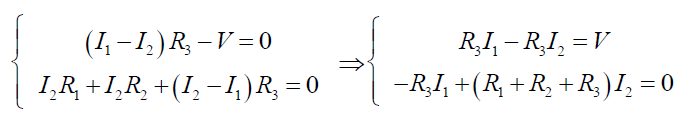 (I₁ – I₂)R₃ – V = 0 ⇒ R₃I₁ – R₃I₂ = V
I₂R₁ + I₂R₂ + (I₂ – I₁)R₃ = 0 –R₃I₁ + (R₁ + R₂ + R₃)I₂ = 0